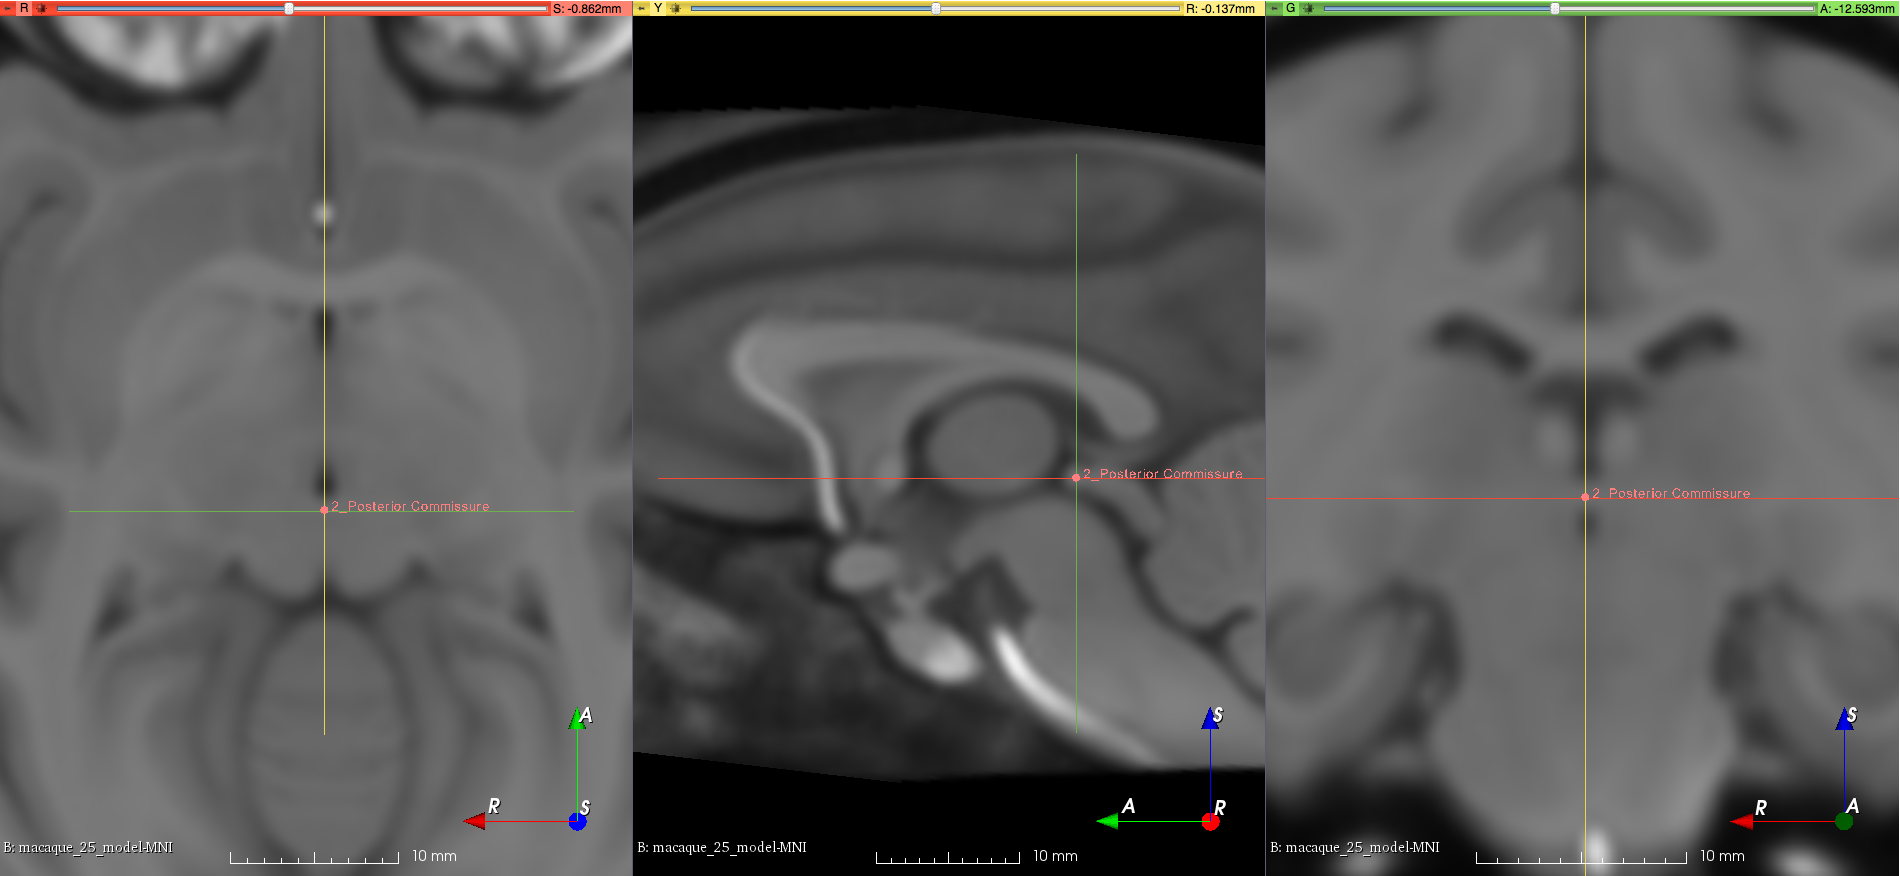 R S: -0.862mm
Y R: -0.137mm
G A: -12.593mm
2_Posterior Commissure
2_Posterior Commissure
2_Posterior Commissure
A
R
S
B: macaque_25_model-MNI
10 mm
S
A
R
B: macaque_25_model-MNI
10 mm
S
R
A
B: macaque_25_model-MNI
10 mm